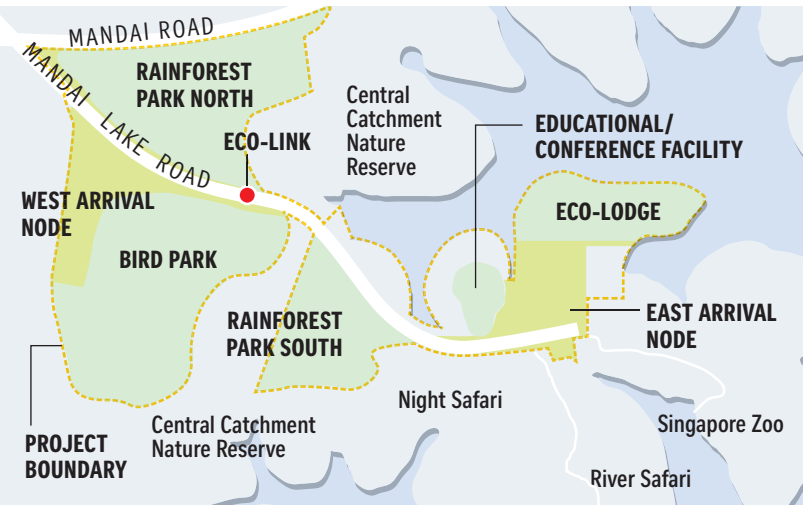 MANDAI ROAD
MANDAI LAKE ROAD
RAINFOREST
PARK NORTH
ECO-LINK
Central
Catchment
Nature
Reserve
EDUCATIONAL/
CONFERENCE FACILITY
WEST ARRIVAL
NODE
ECO-LODGE
BIRD PARK
RAINFOREST
PARK SOUTH
EAST ARRIVAL
NODE
Night Safari
Central Catchment
Nature Reserve
Singapore Zoo
PROJECT
BOUNDARY
River Safari